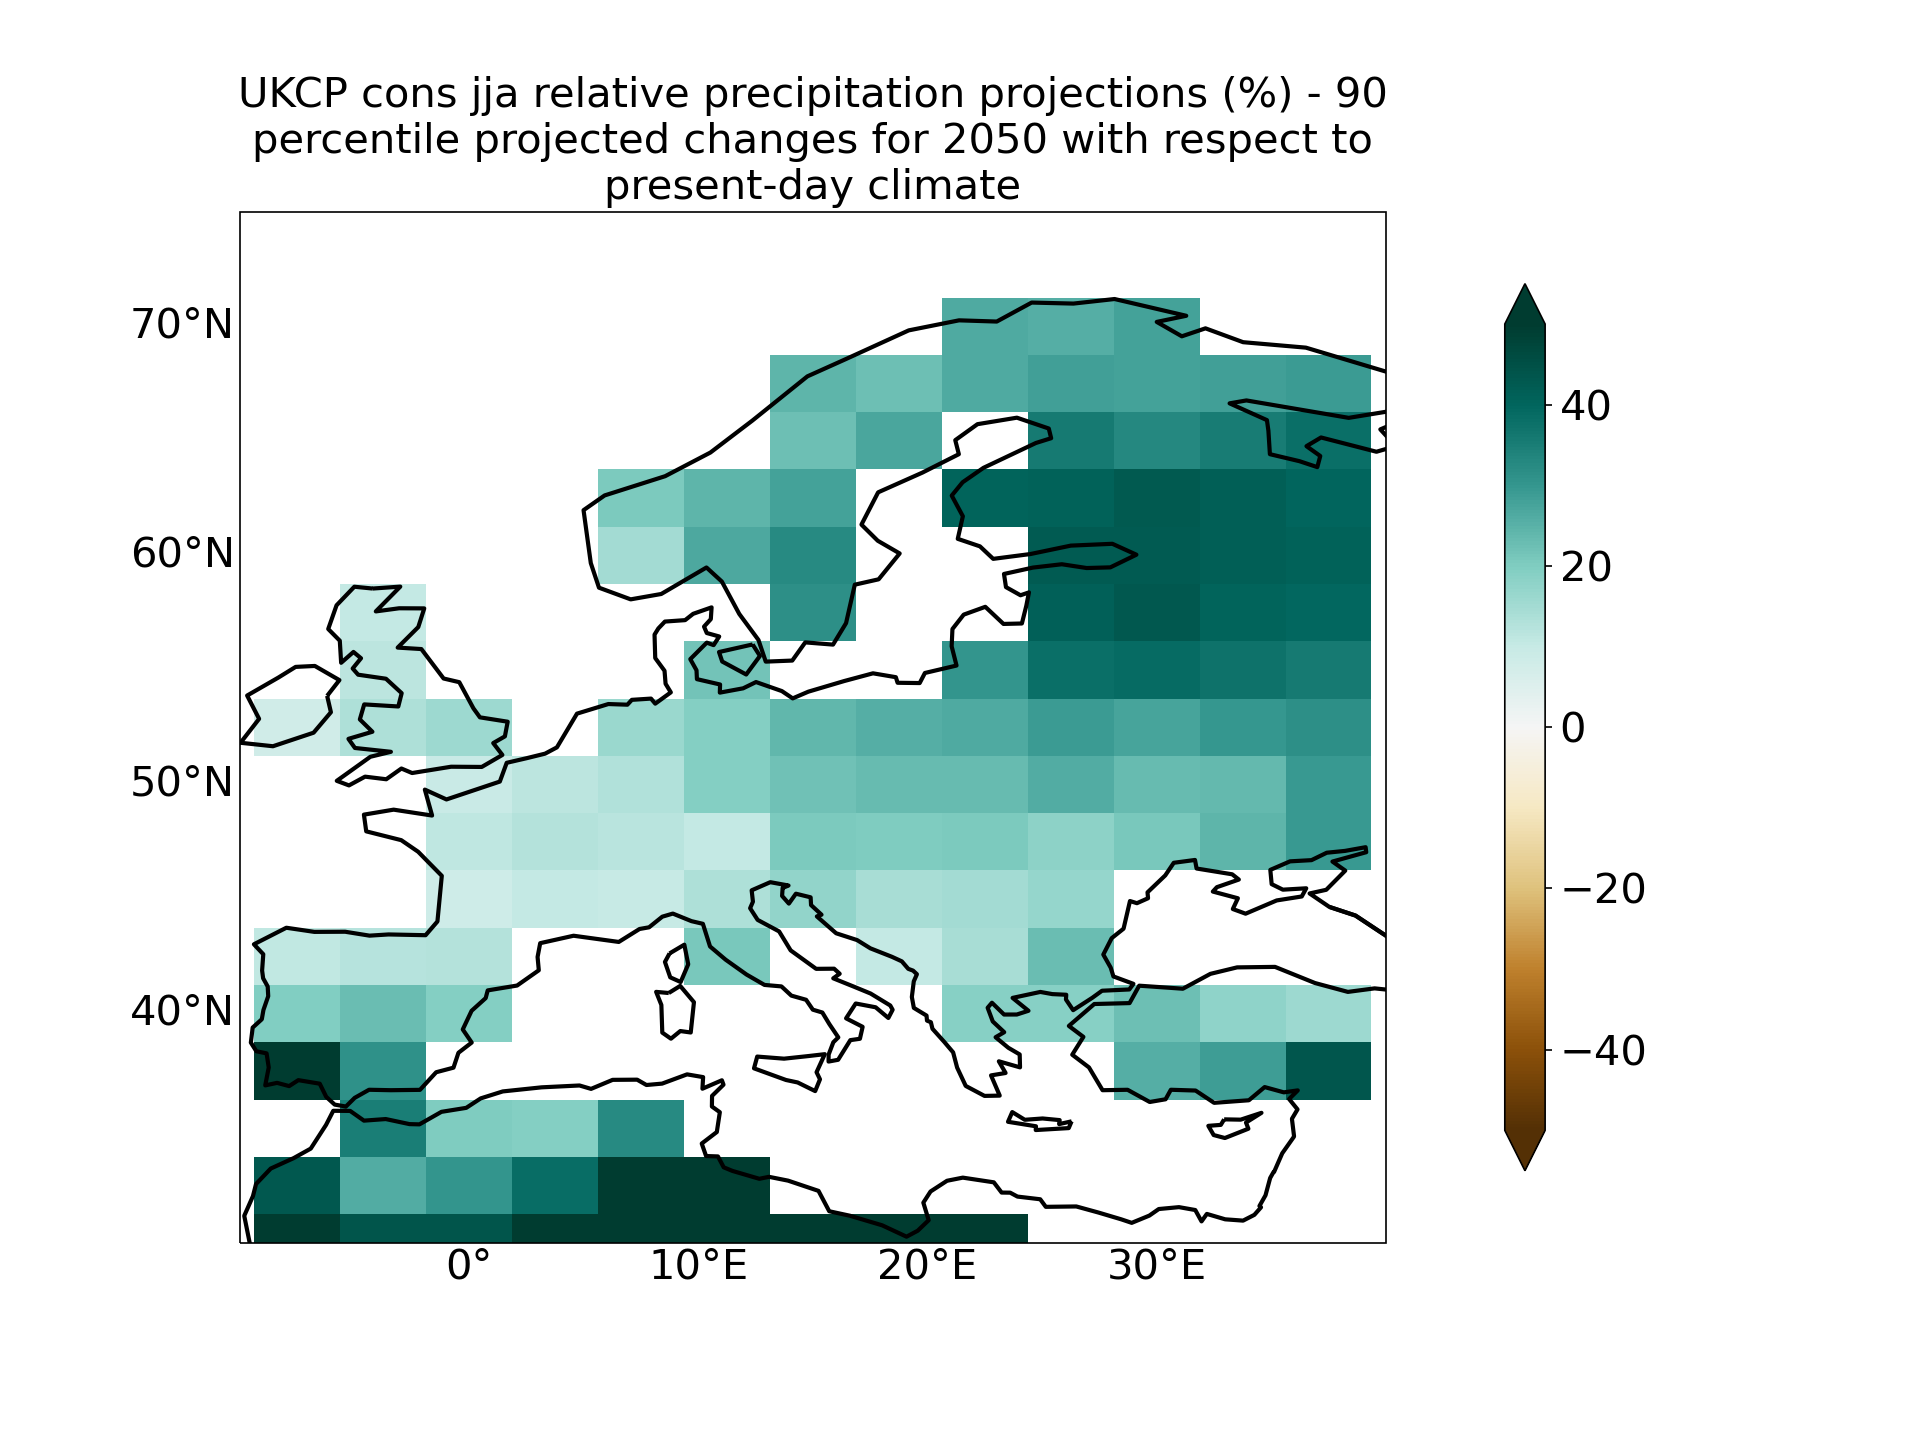 UKCP cons jja relative precipitation projections (%) - 90
percentile projected changes for 2050 with respect to
present-day climate
70°N
60°N
50°N
40°N
0°
10°E
20°E
30°E
40
20
0
−20
−40